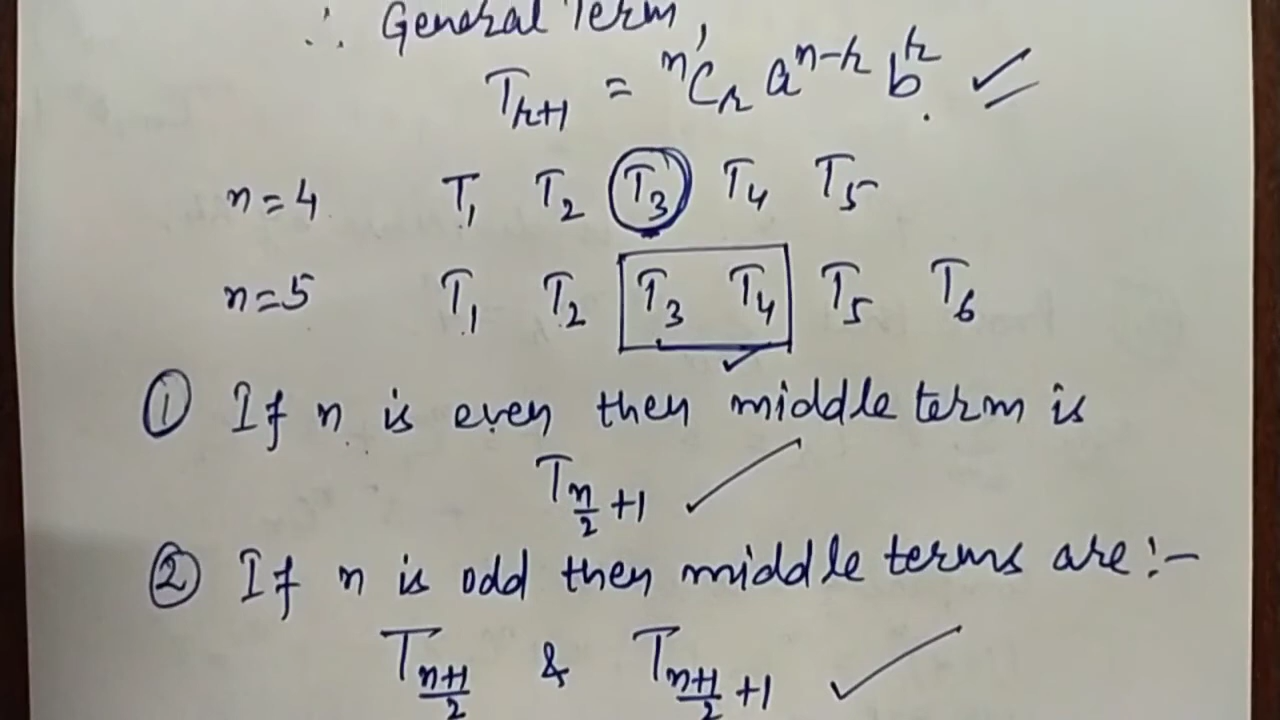 ∴ General Term,
T_{r+1} = ⁿC_r a^{n-r} b^r.
n=4 T₁ T₂ T₃ T₄ T₅
n=5 T₁ T₂ T₃ T₄ T₅ T₆
① If n is even then middle term is
T_{n/2 +1}
② If n is odd then middle terms are :-
T_{(n+1)/2} & T_{(n+1)/2 +1}